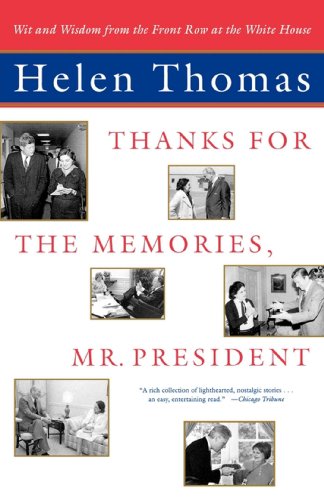 Wit and Wisdom from the Front Row at the White House
Helen Thomas
THANKS FOR
THE MEMORIES,
MR. PRESIDENT
"A rich collection of lighthearted, nostalgic stories . . .
an easy, entertaining read." —Chicago Tribune